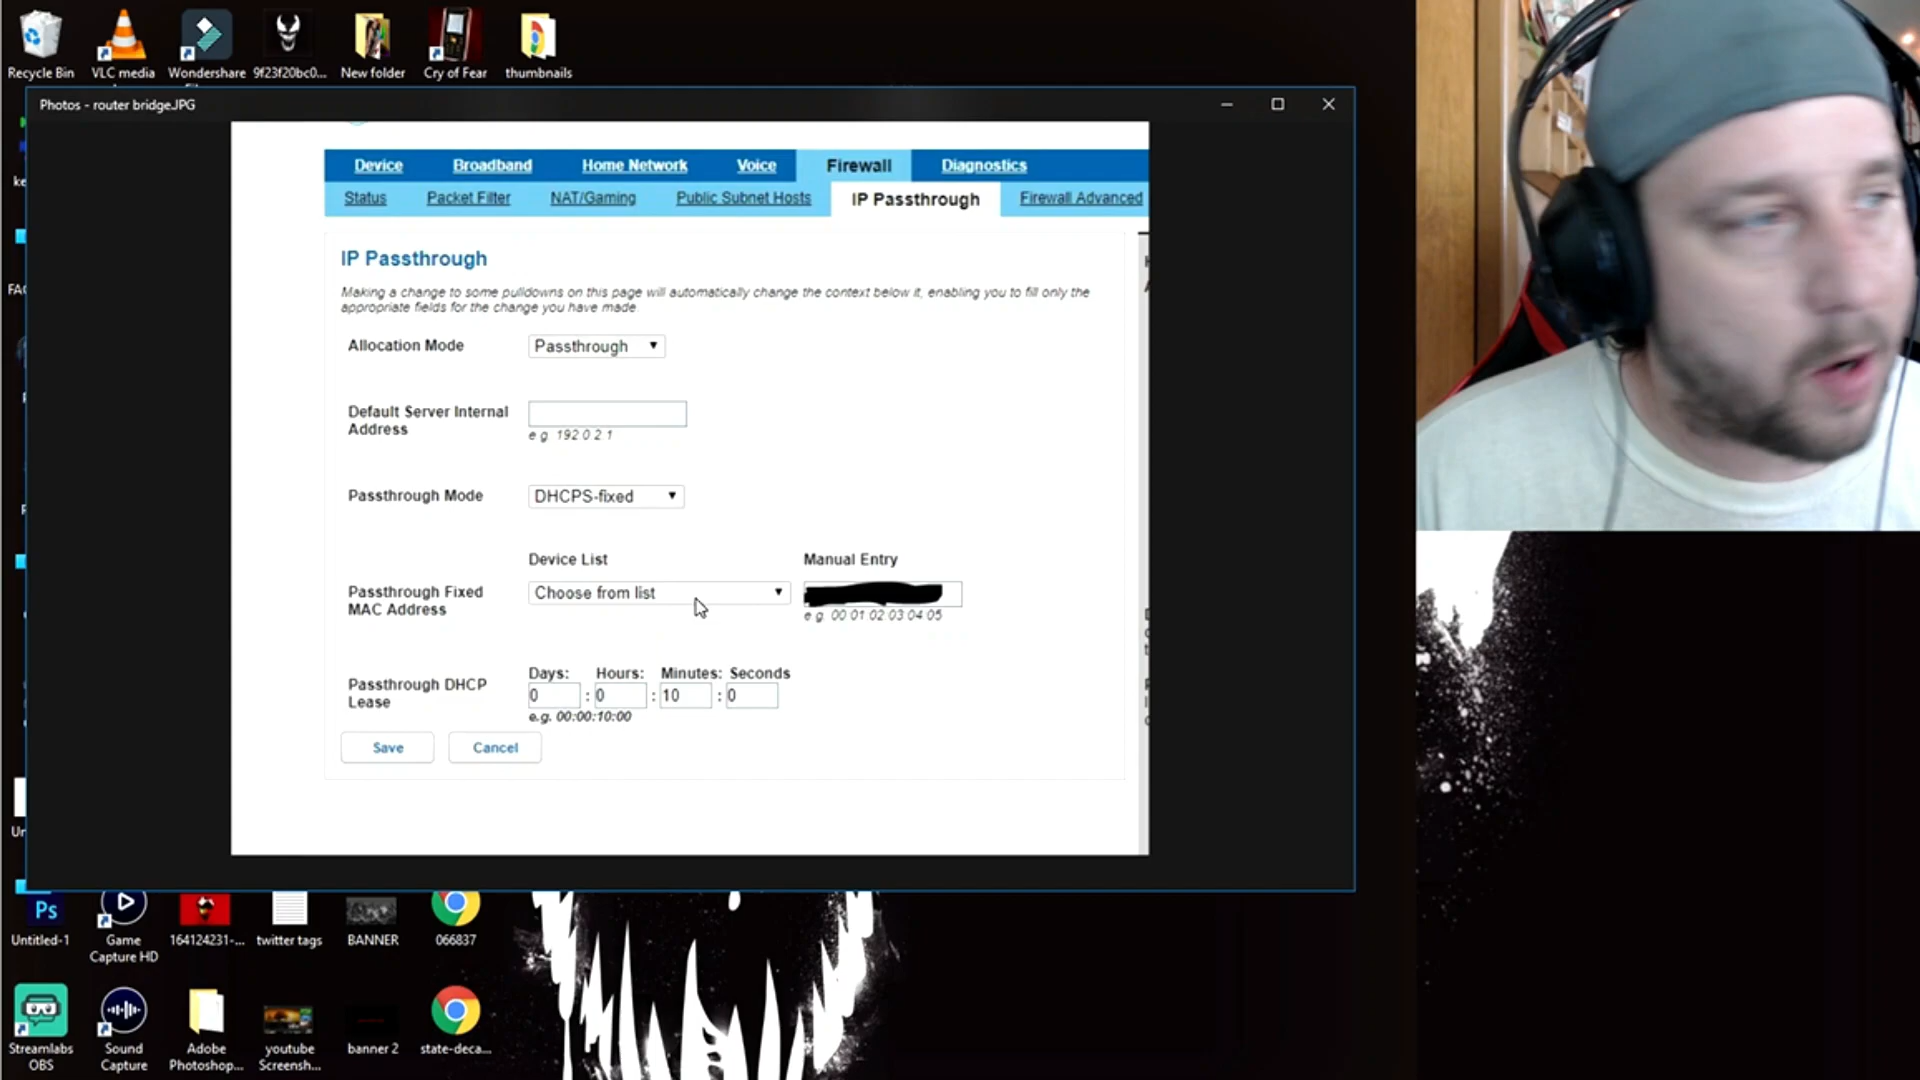 Recycle Bin
VLC media
Wondershare
9f23f20bc0...
New folder
Cry of Fear
thumbnails
Photos - router bridgeJPG
Device
Broadband
Home Network
Voice
Firewall
Diagnostics
Status
Packet Filter
NAT/Gaming
Public Subnet Hosts
IP Passthrough
Firewall Advanced
IP Passthrough
Making a change to some pulldowns on this page will automatically change the context below it, enabling you to fill only the
appropriate fields for the change you have made.
Allocation Mode
Passthrough
Default Server Internal
Address
e g 192 0 2 1
Passthrough Mode
DHCPS-fixed
Device List
Manual Entry
Passthrough Fixed
MAC Address
Choose from list
e g 00 01 02 03 04 05
Days: Hours: Minutes: Seconds
Passthrough DHCP
Lease
0 : 0 : 10 : 0
e.g. 00:00:10:00
Save
Cancel
Ps
Untitled-1
Game
Capture HD
164124231-...
twitter tags
BANNER
066837
Streamlabs
OBS
Sound
Capture
Adobe
Photoshop...
youtube
Screensh...
banner 2
state-deca...